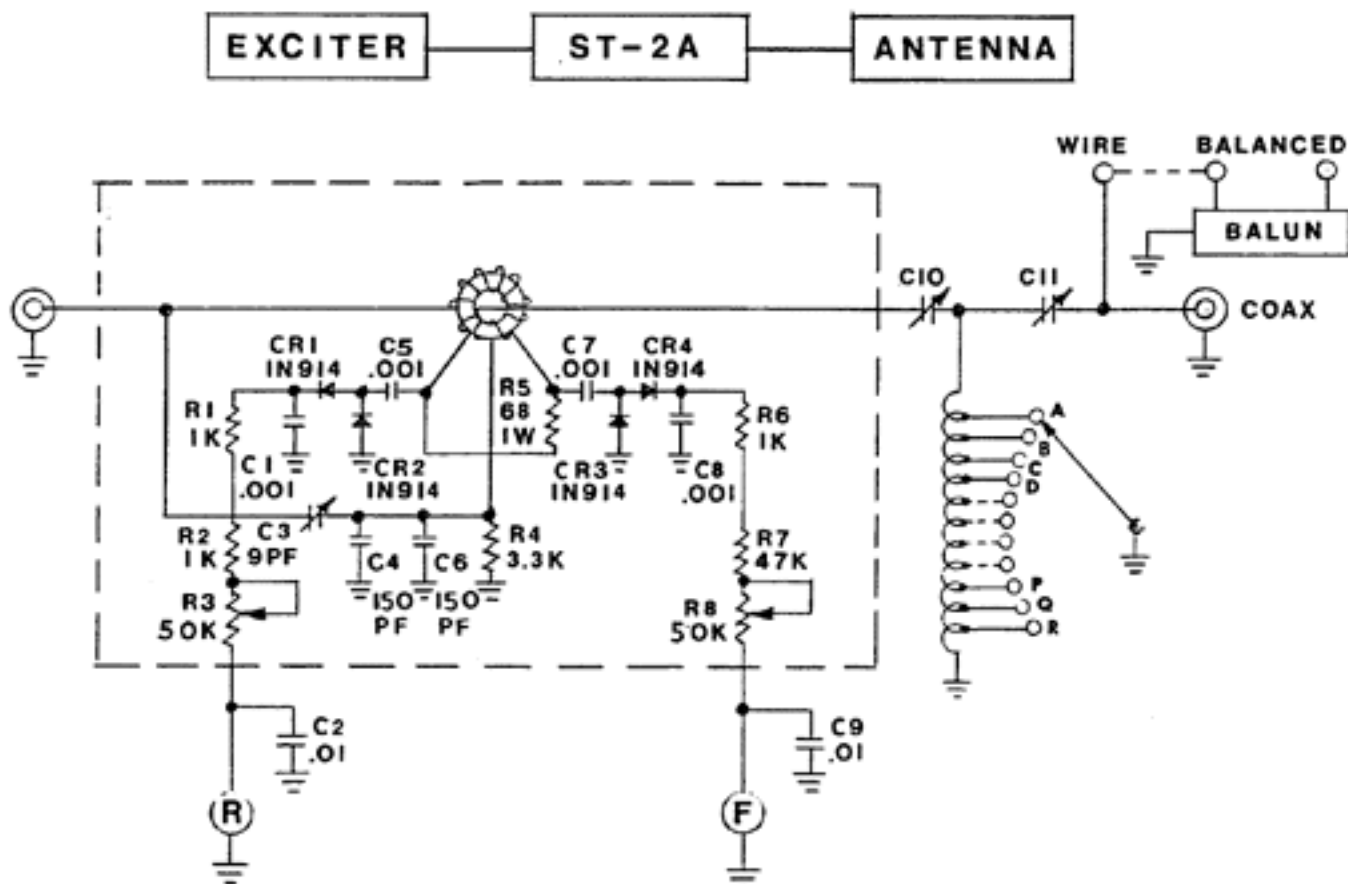 EXCITER
ST-2A
ANTENNA
WIRE
BALANCED
BALUN
C10
C11
COAX
CR1
1N914
C5
.001
C7
.001
CR4
1N914
R1
1K
R5
68
1W
R6
1K
C1
.001
CR2
1N914
CR3
1N914
C8
.001
A
B
C
D
P
Q
R
R2
1K
C3
9PF
C4
150
PF
C6
150
PF
R4
3.3K
R7
47K
R3
50K
R8
50K
C2
.01
C9
.01
R
F